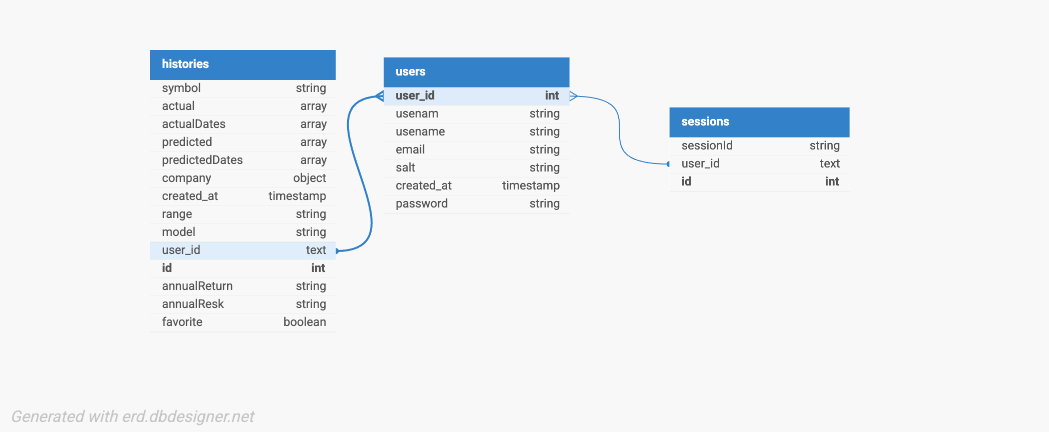 histories
symbol string
actual array
actualDates array
predicted array
predictedDates array
company object
created_at timestamp
range string
model string
user_id text
id int
annualReturn string
annualResk string
favorite boolean
users
user_id int
usenam string
usename string
email string
salt string
created_at timestamp
password string
sessions
sessionId string
user_id text
id int
Generated with erd.dbdesigner.net